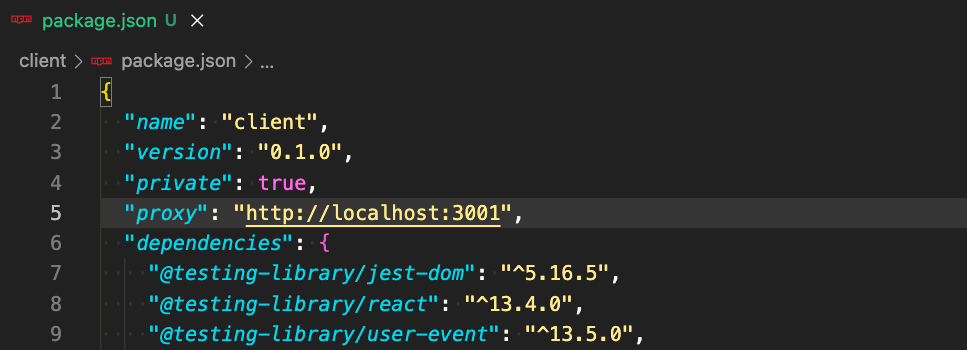 package.json U ×
client > package.json > ...
1 {
2 "name": "client",
3 "version": "0.1.0",
4 "private": true,
5 "proxy": "http://localhost:3001",
6 "dependencies": {
7 "@testing-library/jest-dom": "^5.16.5",
8 "@testing-library/react": "^13.4.0",
9 "@testing-library/user-event": "^13.5.0",